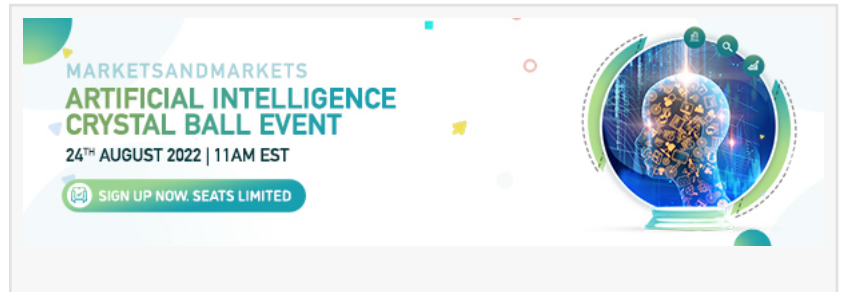 MARKETSANDMARKETS
ARTIFICIAL INTELLIGENCE
CRYSTAL BALL EVENT
24TH AUGUST 2022 | 11AM EST
SIGN UP NOW. SEATS LIMITED